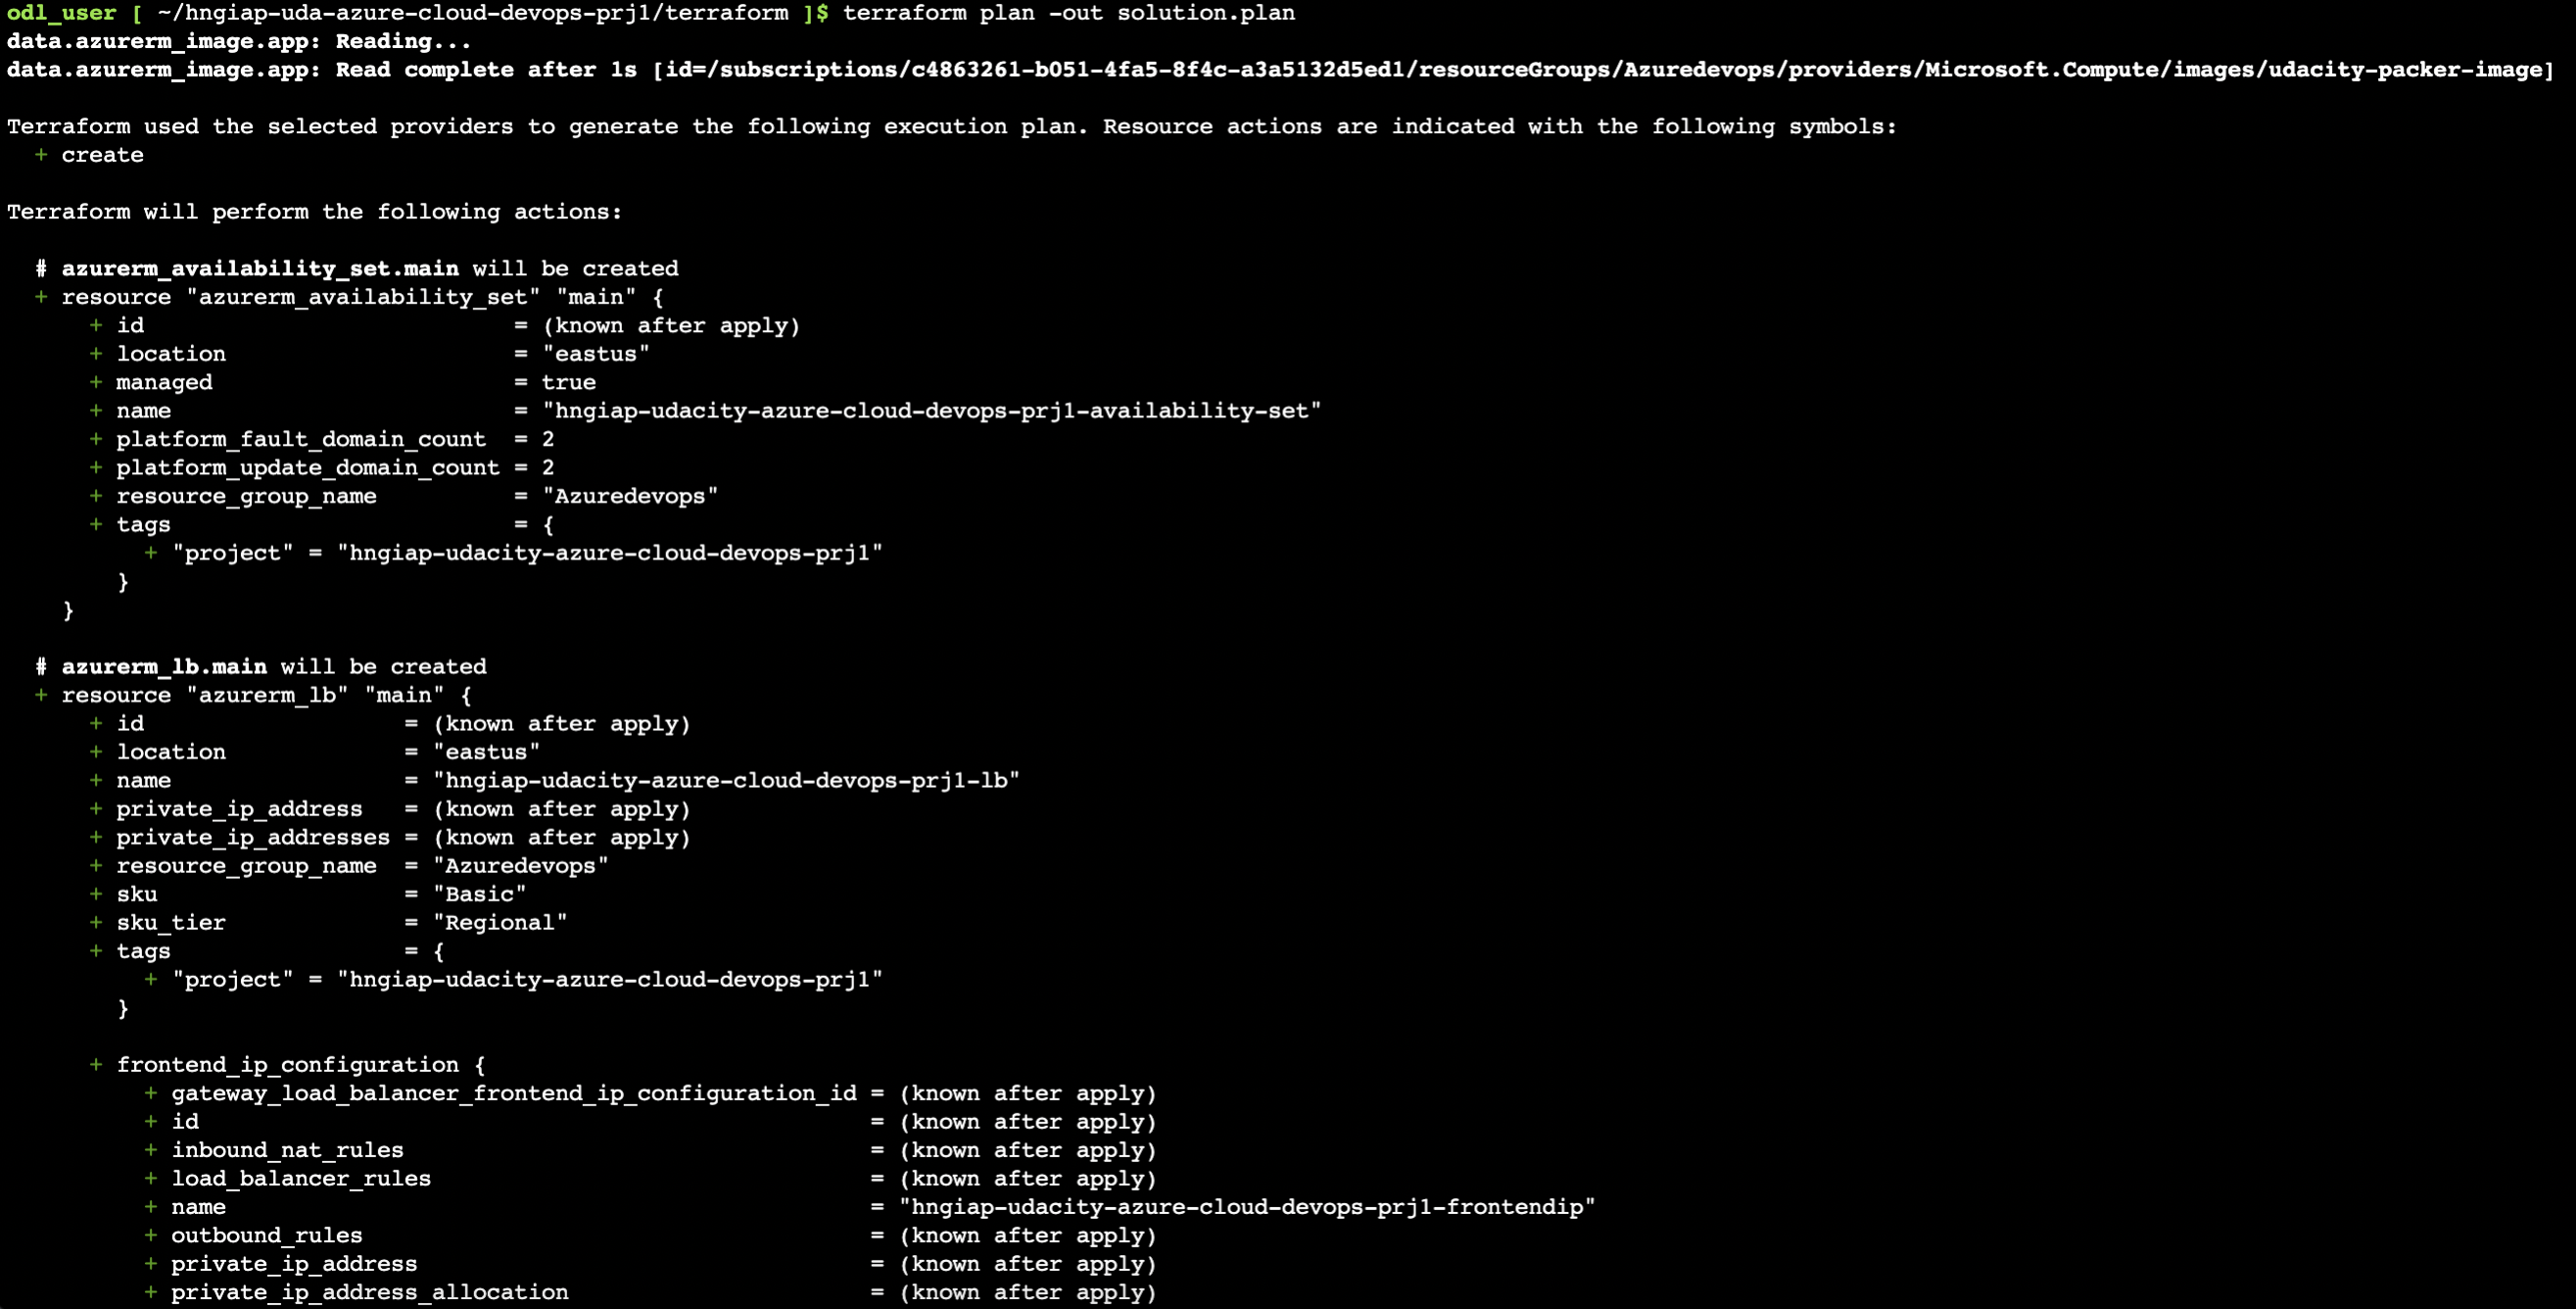 odl_user [ ~/hngiap-uda-azure-cloud-devops-prj1/terraform ]$ terraform plan -out solution.plan
data.azurerm_image.app: Reading...
data.azurerm_image.app: Read complete after 1s [id=/subscriptions/c4863261-b051-4fa5-8f4c-a3a5132d5ed1/resourceGroups/Azuredevops/providers/Microsoft.Compute/images/udacity-packer-image]

Terraform used the selected providers to generate the following execution plan. Resource actions are indicated with the following symbols:
  + create

Terraform will perform the following actions:

  # azurerm_availability_set.main will be created
  + resource "azurerm_availability_set" "main" {
      + id                           = (known after apply)
      + location                     = "eastus"
      + managed                      = true
      + name                         = "hngiap-udacity-azure-cloud-devops-prj1-availability-set"
      + platform_fault_domain_count  = 2
      + platform_update_domain_count = 2
      + resource_group_name          = "Azuredevops"
      + tags                         = {
          + "project" = "hngiap-udacity-azure-cloud-devops-prj1"
        }
    }

  # azurerm_lb.main will be created
  + resource "azurerm_lb" "main" {
      + id                   = (known after apply)
      + location             = "eastus"
      + name                 = "hngiap-udacity-azure-cloud-devops-prj1-lb"
      + private_ip_address   = (known after apply)
      + private_ip_addresses = (known after apply)
      + resource_group_name  = "Azuredevops"
      + sku                  = "Basic"
      + sku_tier             = "Regional"
      + tags                 = {
          + "project" = "hngiap-udacity-azure-cloud-devops-prj1"
        }

      + frontend_ip_configuration {
          + gateway_load_balancer_frontend_ip_configuration_id = (known after apply)
          + id                                                 = (known after apply)
          + inbound_nat_rules                                  = (known after apply)
          + load_balancer_rules                                = (known after apply)
          + name                                               = "hngiap-udacity-azure-cloud-devops-prj1-frontendip"
          + outbound_rules                                     = (known after apply)
          + private_ip_address                                 = (known after apply)
          + private_ip_address_allocation                      = (known after apply)